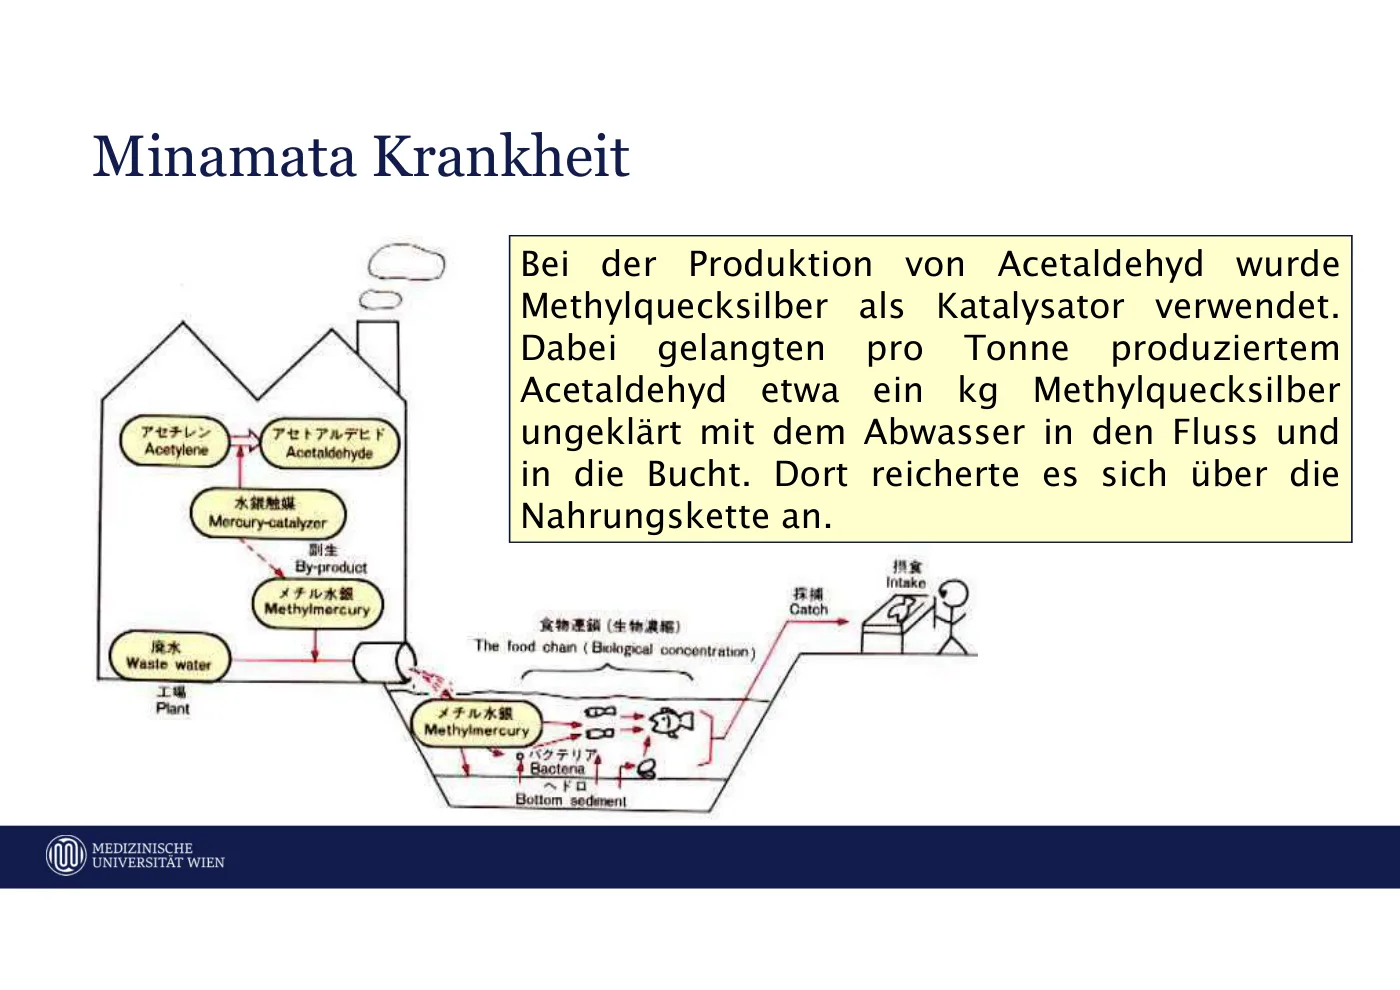 Minamata Krankheit
Bei der Produktion von Acetaldehyd wurde
Methylquecksilber als Katalysator verwendet.
Dabei gelangten pro Tonne produziertem
Acetaldehyd etwa ein kg Methylquecksilber
ungeklärt mit dem Abwasser in den Fluss und
in die Bucht. Dort reicherte es sich über die
Nahrungskette an.
アセチレン
Acetylene
アセトアルデヒド
Acetaldehyde
水銀触媒
Mercury-catalyzer
副生
By-product
メチル水銀
Methylmercury
廃水
Waste water
工場
Plant
食物連鎖(生物濃縮)
The food chain (Biological concentration)
採捕
Catch
摂食
Intake
メチル水銀
Methylmercury
バクテリア
Bacteria
ヘドロ
Bottom sediment
MEDIZINISCHE
UNIVERSITÄT WIEN